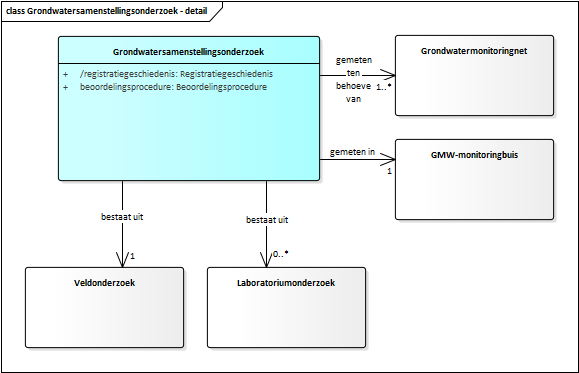 class Grondwatersamenstellingsonderzoek - detail
Grondwatersamenstellingsonderzoek
+ /registratiegeschiedenis: Registratiegeschiedenis
+ beoordelingsprocedure: Beoordelingsprocedure
gemeten
ten
behoeve
van
1..*
Grondwatermonitoringnet
gemeten in
1
GMW-monitoringbuis
bestaat uit
1
bestaat uit
0..*
Veldonderzoek
Laboratoriumonderzoek